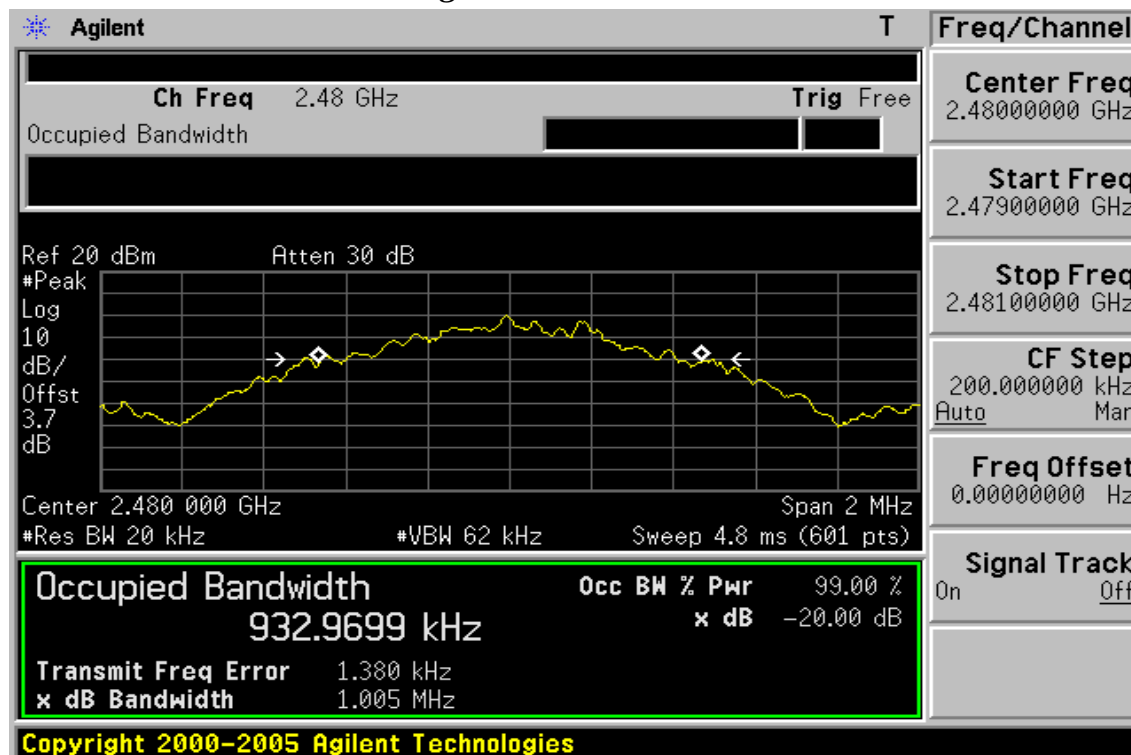 Agilent T
Freq/Channel
Ch Freq 2.48 GHz Trig Free
Occupied Bandwidth
Center Freq
2.48000000 GHz
Start Freq
2.47900000 GHz
Stop Freq
2.48100000 GHz
CF Step
200.000000 kHz
Auto Man
Freq Offset
0.00000000 Hz
Signal Track
On Off
Ref 20 dBm Atten 30 dB
#Peak
Log
10
dB/
Offst
3.7
dB
Center 2.480 000 GHz Span 2 MHz
#Res BW 20 kHz #VBW 62 kHz Sweep 4.8 ms (601 pts)
Occupied Bandwidth Occ BW % Pwr 99.00 %
932.9699 kHz x dB -20.00 dB
Transmit Freq Error 1.380 kHz
x dB Bandwidth 1.005 MHz
Copyright 2000-2005 Agilent Technologies